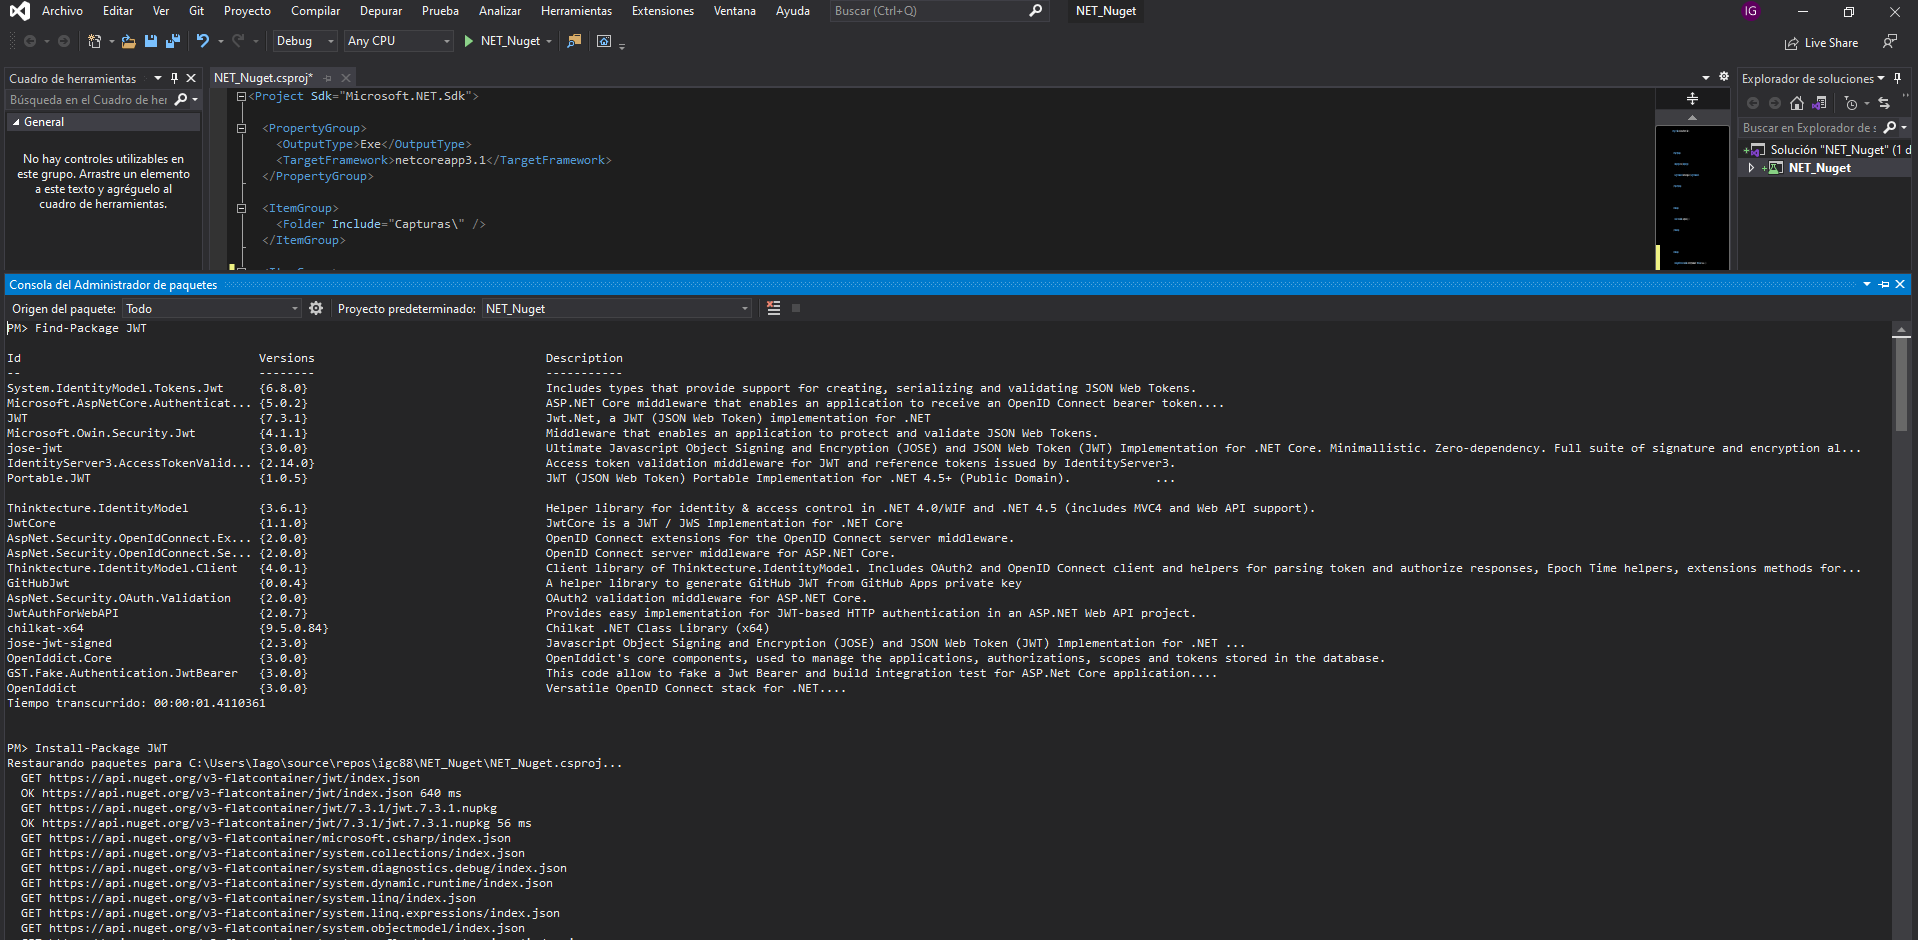 Archivo Editar Ver Git Proyecto Compilar Depurar Prueba Analizar Herramientas Extensiones Ventana Ayuda Buscar (Ctrl+Q) NET_Nuget IG
Debug Any CPU NET_Nuget Live Share
Cuadro de herramientas
Búsqueda en el Cuadro de her
General
No hay controles utilizables en
este grupo. Arrastre un elemento
a este texto y agréguelo al
cuadro de herramientas.
NET_Nuget.csproj*
<Project Sdk="Microsoft.NET.Sdk">
<PropertyGroup>
<OutputType>Exe</OutputType>
<TargetFramework>netcoreapp3.1</TargetFramework>
</PropertyGroup>
<ItemGroup>
<Folder Include="Capturas\" />
</ItemGroup>
Explorador de soluciones
Buscar en Explorador de s
Solución "NET_Nuget" (1 d
NET_Nuget
Consola del Administrador de paquetes
Origen del paquete: Todo Proyecto predeterminado: NET_Nuget
PM> Find-Package JWT
Id Versions Description
-- -------- -----------
System.IdentityModel.Tokens.Jwt {6.8.0} Includes types that provide support for creating, serializing and validating JSON Web Tokens.
Microsoft.AspNetCore.Authenticat... {5.0.2} ASP.NET Core middleware that enables an application to receive an OpenID Connect bearer token....
JWT {7.3.1} Jwt.Net, a JWT (JSON Web Token) implementation for .NET
Microsoft.Owin.Security.Jwt {4.1.1} Middleware that enables an application to protect and validate JSON Web Tokens.
jose-jwt {3.0.0} Ultimate Javascript Object Signing and Encryption (JOSE) and JSON Web Token (JWT) Implementation for .NET Core. Minimallistic. Zero-dependency. Full suite of signature and encryption al...
IdentityServer3.AccessTokenValid... {2.14.0} Access token validation middleware for JWT and reference tokens issued by IdentityServer3.
Portable.JWT {1.0.5} JWT (JSON Web Token) Portable Implementation for .NET 4.5+ (Public Domain). ...
Thinktecture.IdentityModel {3.6.1} Helper library for identity & access control in .NET 4.0/WIF and .NET 4.5 (includes MVC4 and Web API support).
JwtCore {1.1.0} JwtCore is a JWT / JWS Implementation for .NET Core
AspNet.Security.OpenIdConnect.Ex... {2.0.0} OpenID Connect extensions for the OpenID Connect server middleware.
AspNet.Security.OpenIdConnect.Se... {2.0.0} OpenID Connect server middleware for ASP.NET Core.
Thinktecture.IdentityModel.Client {4.0.1} Client library of Thinktecture.IdentityModel. Includes OAuth2 and OpenID Connect client and helpers for parsing token and authorize responses, Epoch Time helpers, extensions methods for...
GitHubJwt {0.0.4} A helper library to generate GitHub JWT from GitHub Apps private key
AspNet.Security.OAuth.Validation {2.0.0} OAuth2 validation middleware for ASP.NET Core.
JwtAuthForWebAPI {2.0.7} Provides easy implementation for JWT-based HTTP authentication in an ASP.NET Web API project.
chilkat-x64 {9.5.0.84} Chilkat .NET Class Library (x64)
jose-jwt-signed {2.3.0} Javascript Object Signing and Encryption (JOSE) and JSON Web Token (JWT) Implementation for .NET ...
OpenIddict.Core {3.0.0} OpenIddict's core components, used to manage the applications, authorizations, scopes and tokens stored in the database.
GST.Fake.Authentication.JwtBearer {3.0.0} This code allow to fake a Jwt Bearer and build integration test for ASP.Net Core application....
OpenIddict {3.0.0} Versatile OpenID Connect stack for .NET....
Tiempo transcurrido: 00:00:01.4110361
PM> Install-Package JWT
Restaurando paquetes para C:\Users\Iago\source\repos\igc88\NET_Nuget\NET_Nuget.csproj...
GET https://api.nuget.org/v3-flatcontainer/jwt/index.json
OK https://api.nuget.org/v3-flatcontainer/jwt/index.json 640 ms
GET https://api.nuget.org/v3-flatcontainer/jwt/7.3.1/jwt.7.3.1.nupkg
OK https://api.nuget.org/v3-flatcontainer/jwt/7.3.1/jwt.7.3.1.nupkg 56 ms
GET https://api.nuget.org/v3-flatcontainer/microsoft.csharp/index.json
GET https://api.nuget.org/v3-flatcontainer/system.collections/index.json
GET https://api.nuget.org/v3-flatcontainer/system.diagnostics.debug/index.json
GET https://api.nuget.org/v3-flatcontainer/system.dynamic.runtime/index.json
GET https://api.nuget.org/v3-flatcontainer/system.linq/index.json
GET https://api.nuget.org/v3-flatcontainer/system.linq.expressions/index.json
GET https://api.nuget.org/v3-flatcontainer/system.objectmodel/index.json